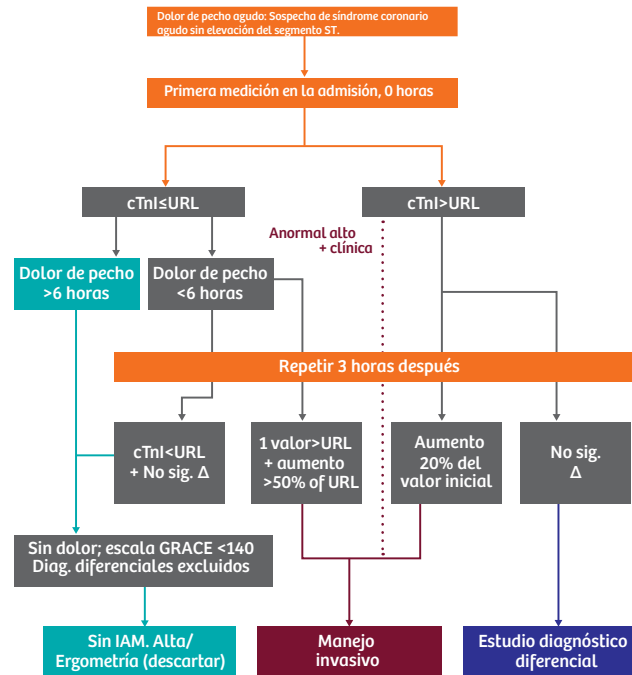 Dolor de pecho agudo: Sospecha de síndrome coronario
agudo sin elevación del segmento ST.
Primera medición en la admisión, 0 horas
cTnI≤URL
cTnI>URL
Anormal alto
+ clínica
Dolor de pecho
>6 horas
Dolor de pecho
<6 horas
Repetir 3 horas después
cTnI<URL
+ No sig. Δ
1 valor>URL
+ aumento
>50% of URL
Aumento
20% del
valor inicial
No sig.
Δ
Sin dolor; escala GRACE <140
Diag. diferenciales excluidos
Sin IAM. Alta/
Ergometría (descartar)
Manejo
invasivo
Estudio diagnóstico
diferencial